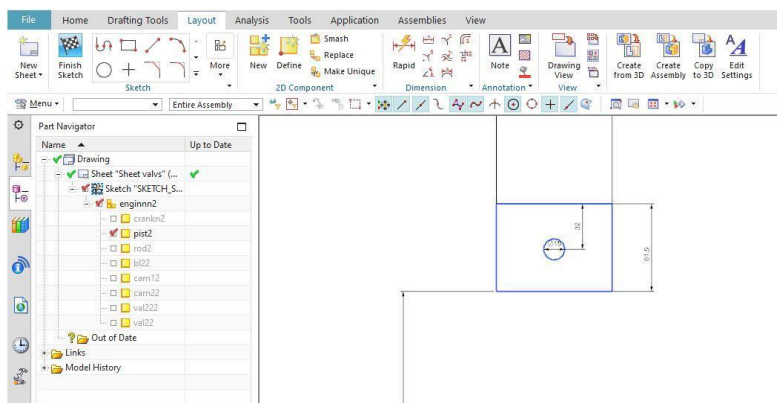 File Home Drafting Tools Layout Analysis Tools Application Assemblies View
New Sheet
Finish Sketch
More
Sketch
New Define
Smash
Replace
Make Unique
2D Component
Rapid
Dimension
A Note
Annotation
Drawing View
View
Create from 3D
Create Assembly
Copy to 3D
Edit Settings
Menu Entire Assembly
Part Navigator
Name Up to Date
Drawing
Sheet "Sheet valvs" (...
Sketch "SKETCH_S...
enginnn2
crankn2
pist2
rod2
bl22
cam12
cam22
val222
val22
? Out of Date
Links
Model History
32
51,5